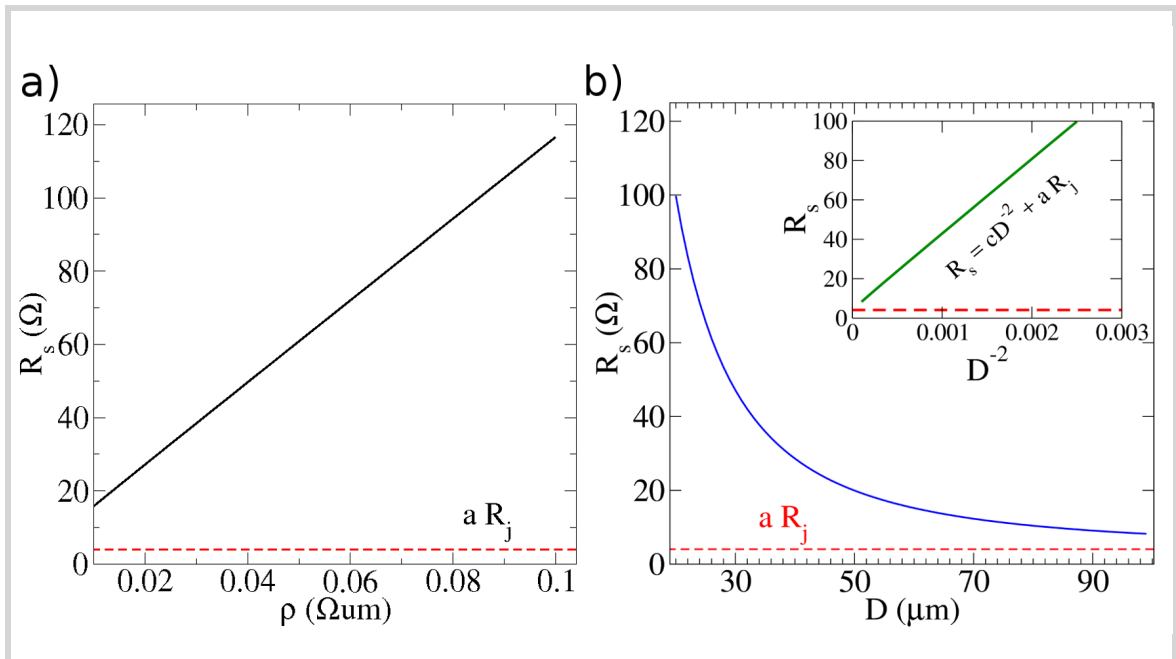 a)
120
100
80
60
40
20
0
R_s (Ω)
a R_j
0.02 0.04 0.06 0.08 0.1
ρ (Ωum)
b)
120
100
80
60
40
20
0
R_s (Ω)
a R_j
30 50 70 90
D (μm)
100
80
60
40
20
0
R_s
R_s = cD^-2 + a R_j
0 0.001 0.002 0.003
D^-2